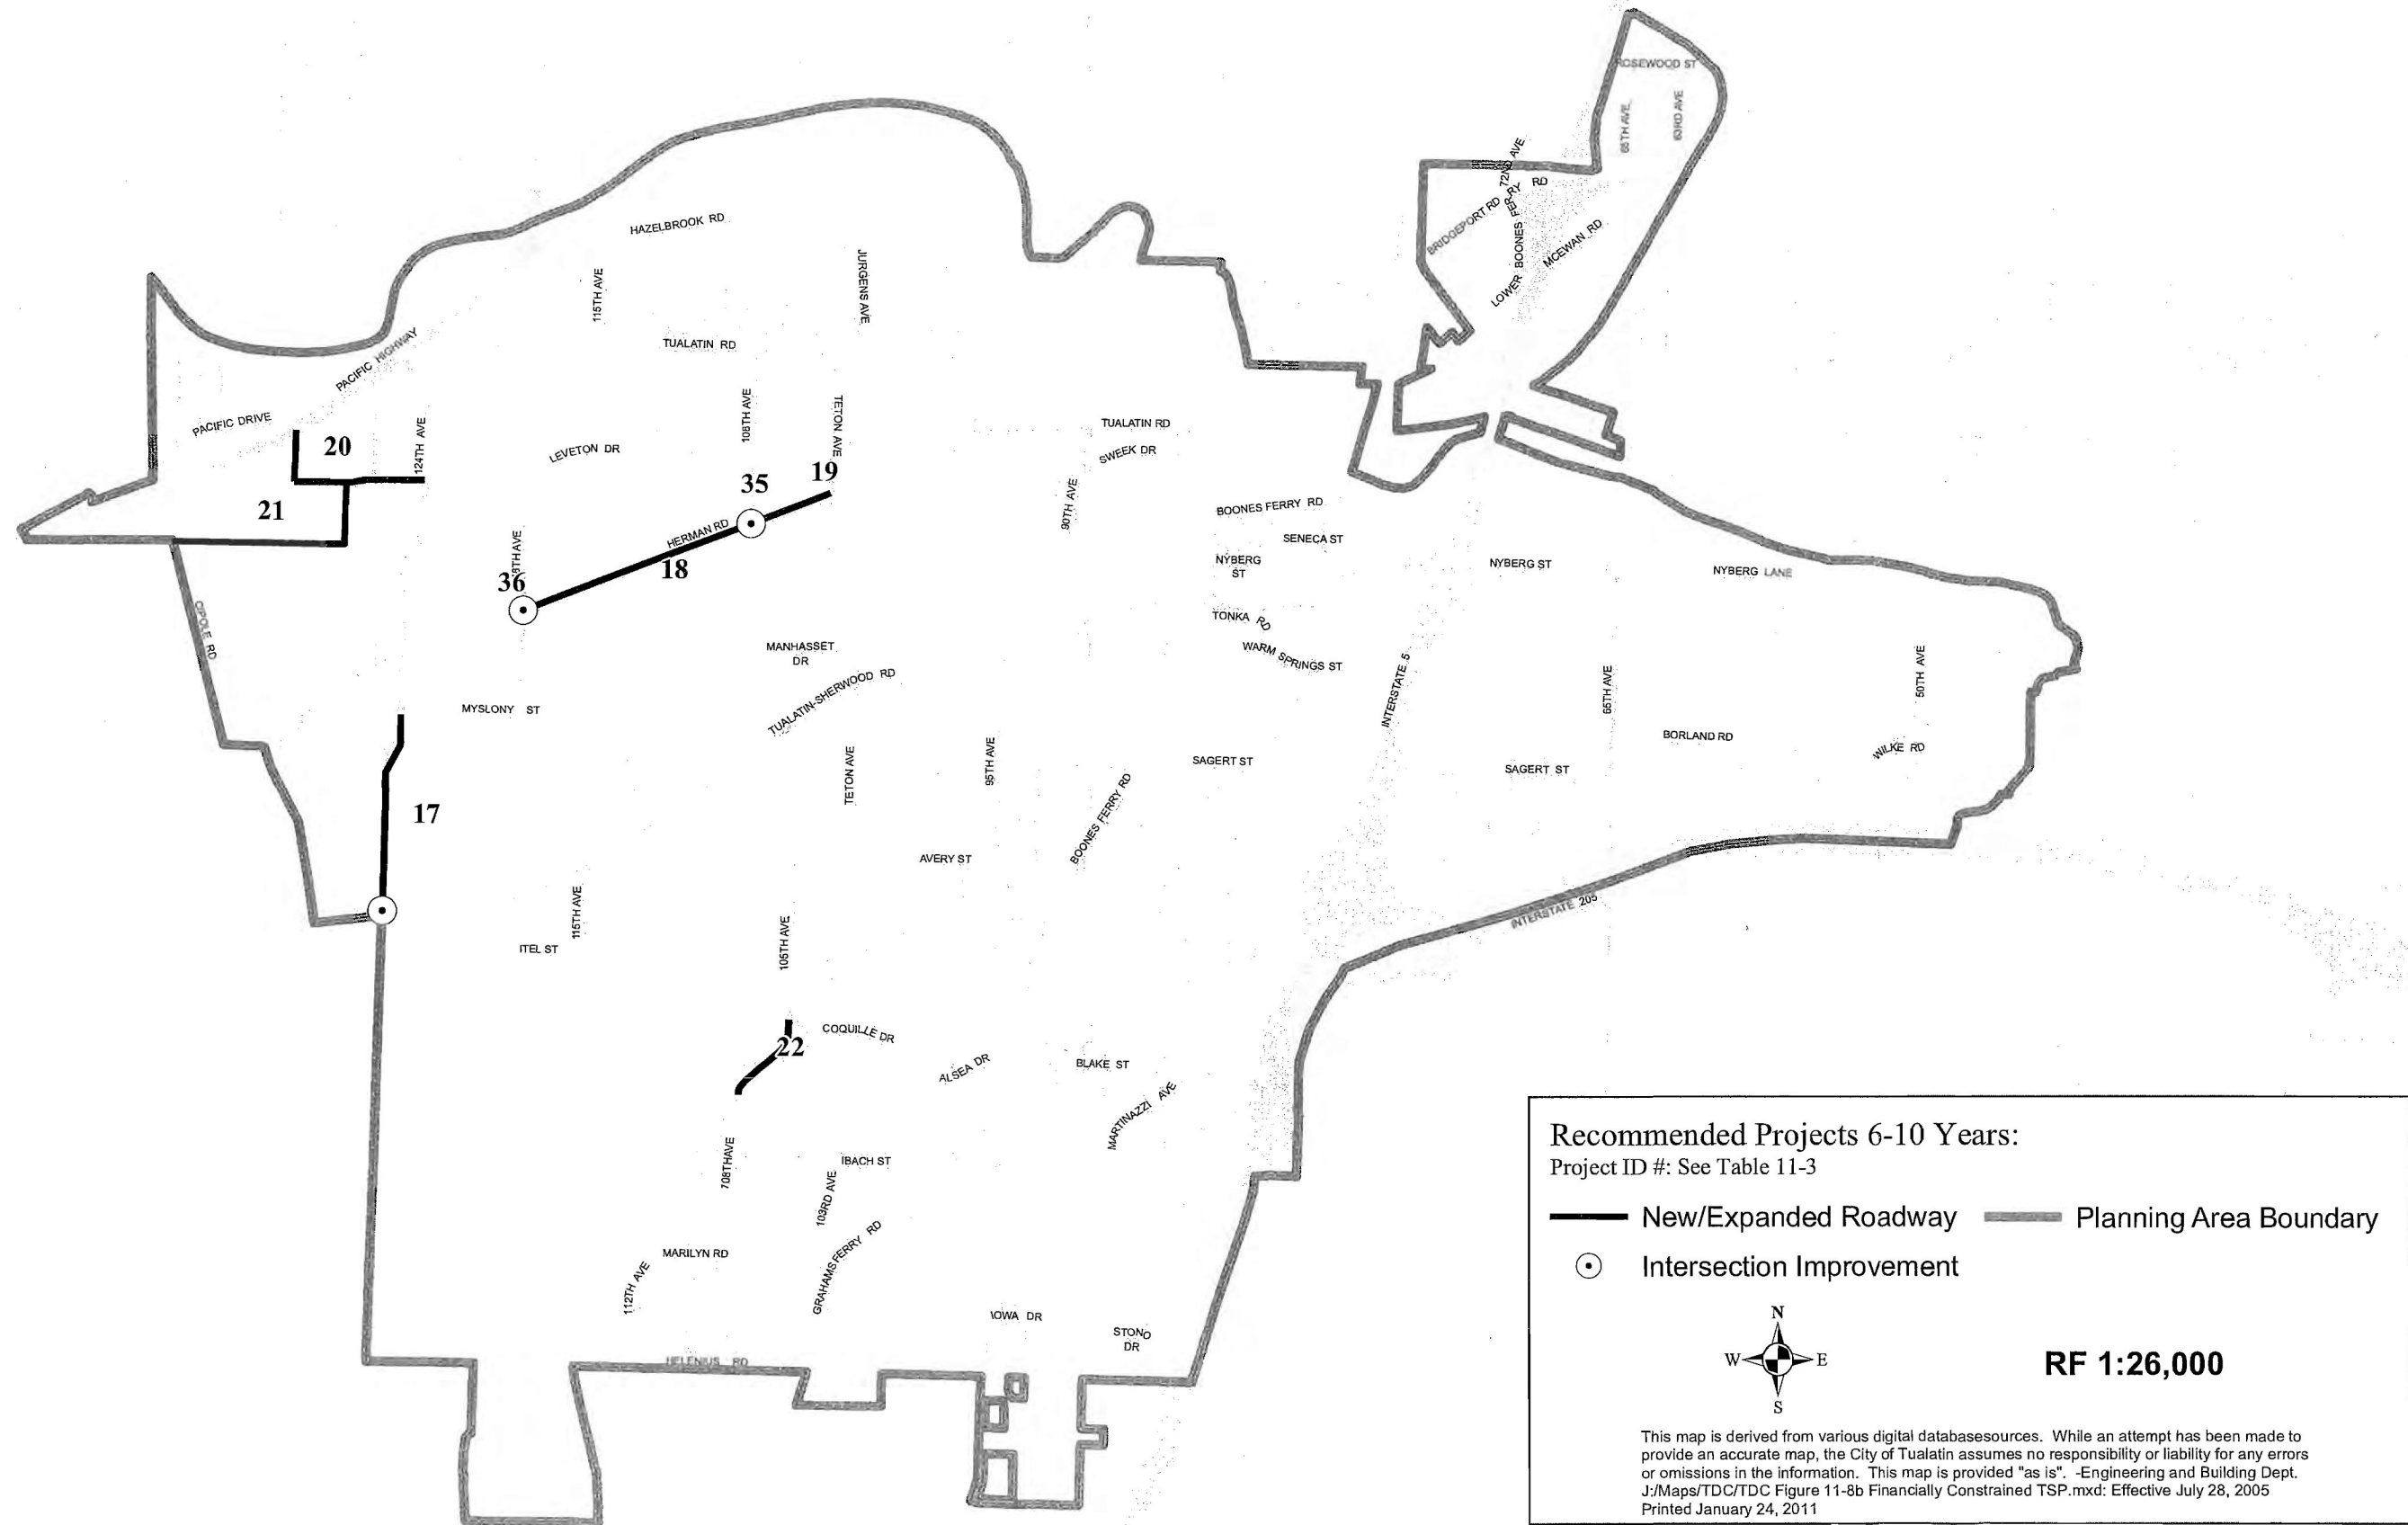 ROSEWOOD ST
65TH AVE
63RD AVE
72ND AVE
BRIDGEPORT RD
LOWER BOONES FERRY RD
MCEWAN RD
HAZELBROOK RD
115TH AVE
JURGENS AVE
TUALATIN RD
PACIFIC HIGHWAY
PACIFIC DRIVE
20
124TH AVE
LEVETON DR
108TH AVE
TETON AVE
TUALATIN RD
SWEEK DR
19
35
21
90TH AVE
BOONES FERRY RD
SENECA ST
HERMAN RD
18
8TH AVE
36
NYBERG
ST
NYBERG ST
NYBERG LANE
TONKA RD
WARM SPRINGS ST
CIPOLE RD
MANHASSET
DR
TUALATIN-SHERWOOD RD
INTERSTATE 5
65TH AVE
50TH AVE
MYSLONY ST
BORLAND RD
WILKE RD
TETON AVE
95TH AVE
SAGERT ST
SAGERT ST
17
BOONES FERRY RD
AVERY ST
115TH AVE
ITEL ST
105TH AVE
INTERSTATE 205
COQUILLE DR
22
ALSEA DR
BLAKE ST
MARTINAZZI AVE
708THAVE
IBACH ST
103RD AVE
GRAHAMS FERRY RD
MARILYN RD
112TH AVE
IOWA DR
STONO
DR
HELENIUS RD
Recommended Projects 6-10 Years:
Project ID #: See Table 11-3
New/Expanded Roadway Planning Area Boundary
Intersection Improvement
N
W E
S
RF 1:26,000
This map is derived from various digital databasesources. While an attempt has been made to
provide an accurate map, the City of Tualatin assumes no responsibility or liability for any errors
or omissions in the information. This map is provided "as is". -Engineering and Building Dept.
J:/Maps/TDC/TDC Figure 11-8b Financially Constrained TSP.mxd: Effective July 28, 2005
Printed January 24, 2011